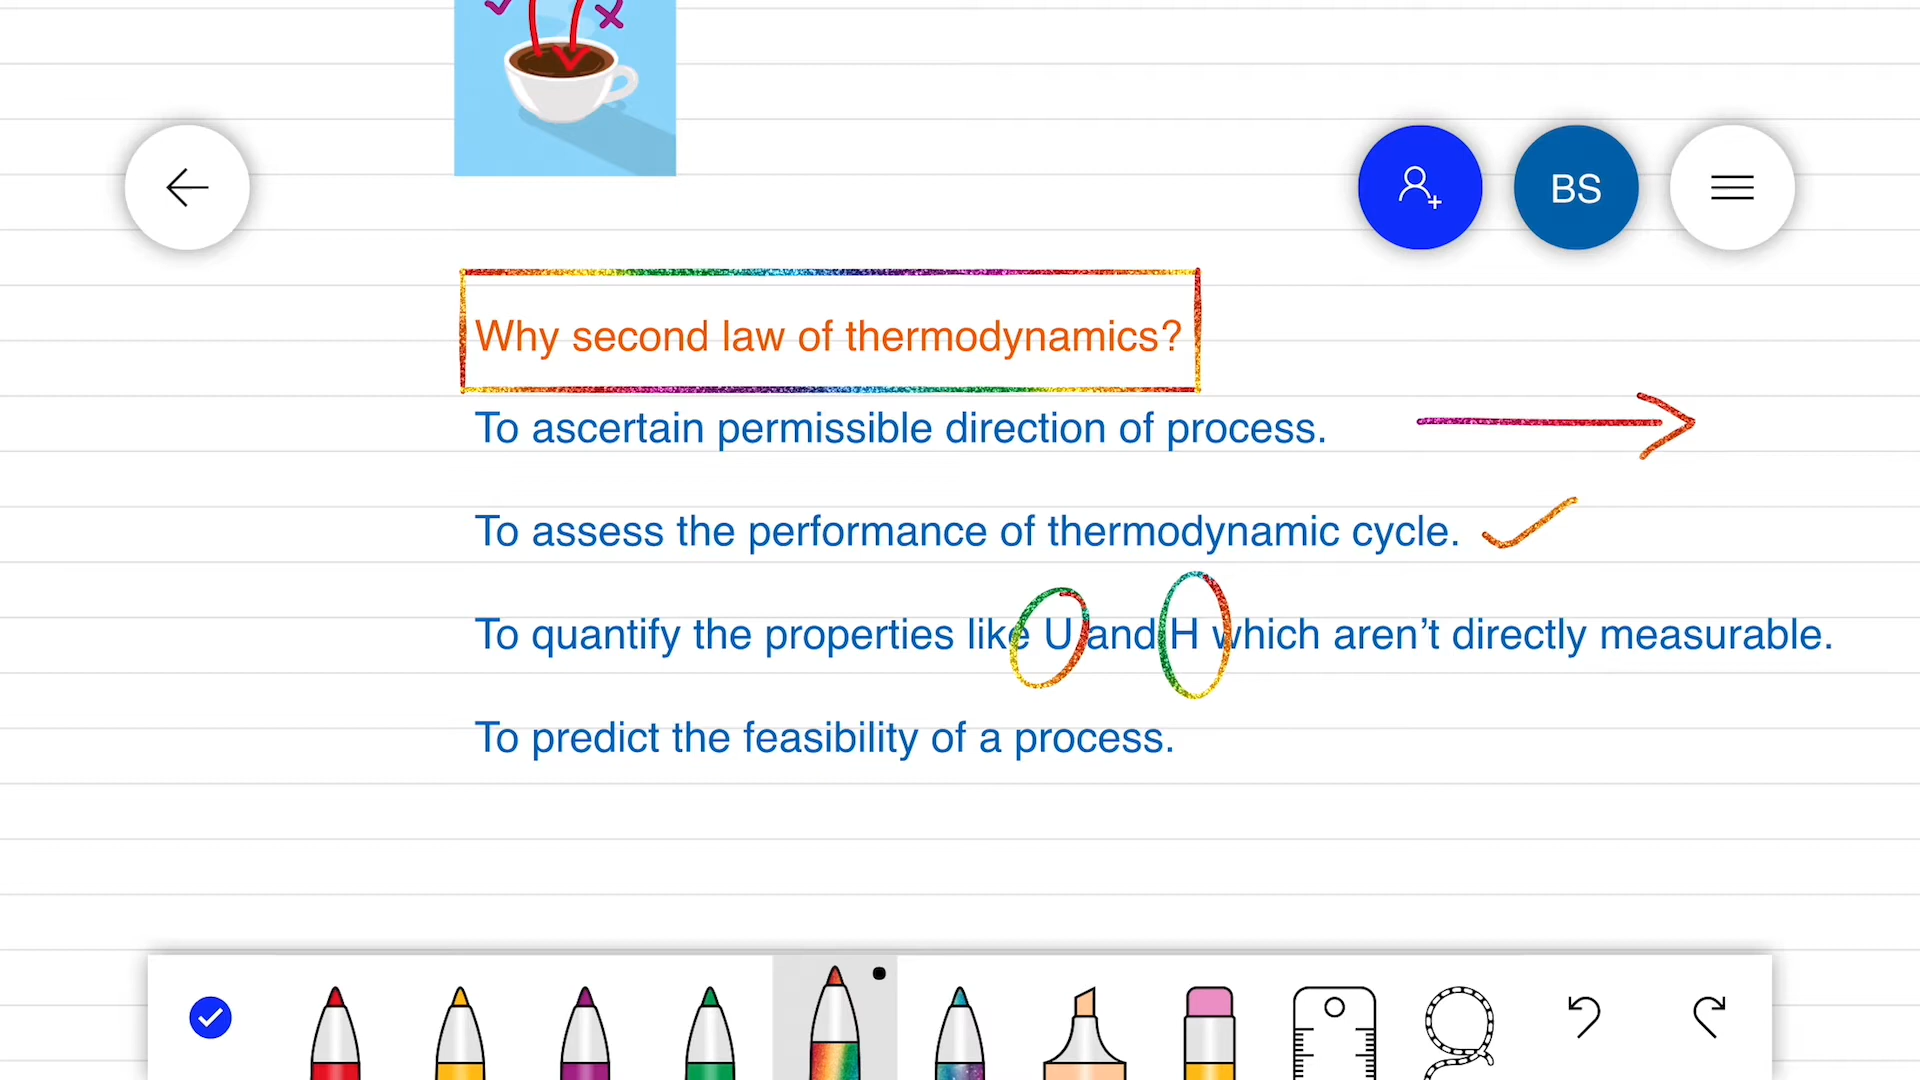 BS
Why second law of thermodynamics?
To ascertain permissible direction of process.
To assess the performance of thermodynamic cycle.
To quantify the properties like U and H which aren’t directly measurable.
To predict the feasibility of a process.